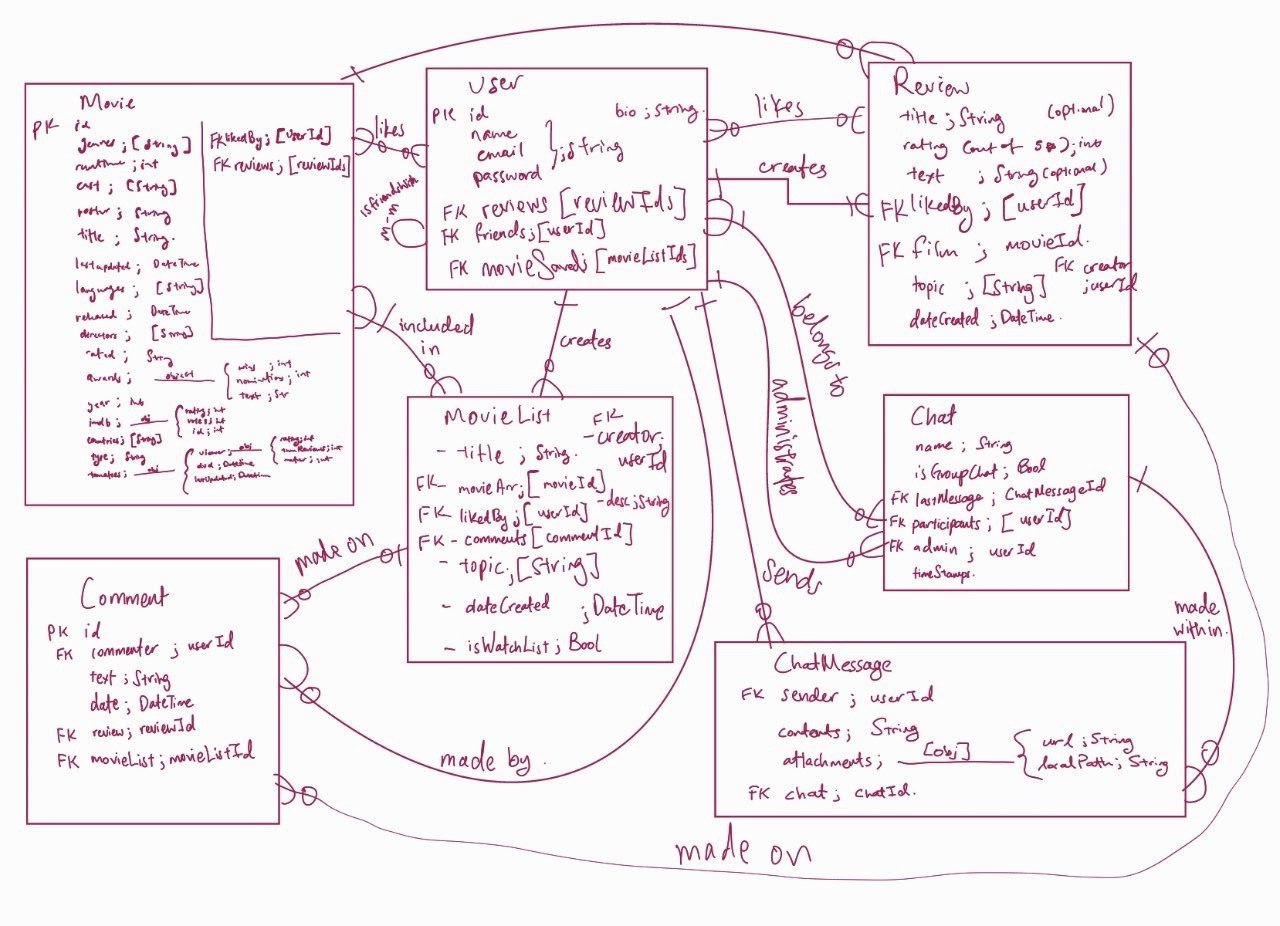 Movie
PK id
genres ; [String]
runtime ; int
cast ; [String]
poster ; String
title ; String.
lastupdated ; DateTime
languages ; [String]
released ; DateTime
directors ; [String]
rated ; String
awards ; object
wins ; int
nominations ; int
text ; Str
year ; int
imdb ; obj
rating ; int
votes ; int
id ; int
countries ; [String]
type ; String
tomatoes ; obj
viewer ; obj
rating ; int
numReviews ; int
meter ; int
dvd ; DateTime
lastUpdated ; DateTime
FK likedBy ; [userId]
FK reviews ; [reviewIds]
likes
isfriendswith
m-m
User
PK id
name
email
password
; String
bio ; String.
FK reviews [reviewIds]
FK friends ; [userId]
FK movieSaved ; [movieListIds]
likes
creates
Review
title ; String (optional)
rating (out of 5) ; int
text ; String (optional)
FK likedBy ; [userId]
FK film ; movieId.
topic ; [String]
FK creator
; userId
dateCreated ; DateTime.
included
in
creates
belongs to
administrates
sends
MovieList
- title ; String.
FK
- creator ;
userId
FK- movieArr ; [movieId]
- desc ; String
FK- likedBy ; [userId]
FK - comments [commentId]
- topic ; [String]
- dateCreated ; DateTime
- isWatchList ; Bool
Chat
name ; String
isGroupChat ; Bool
FK lastMessage ; ChatMessageId
FK participants ; [userId]
FK admin ; userId
timeStamps.
made on
made
within.
Comment
PK id
FK commenter ; userId
text ; String
date ; DateTime
FK review ; reviewId
FK movieList ; movieListId
made by .
ChatMessage
FK sender ; userId
contents ; String
attachments ; [obj]
url ; String
localPath ; String
FK chat ; chatId.
made on